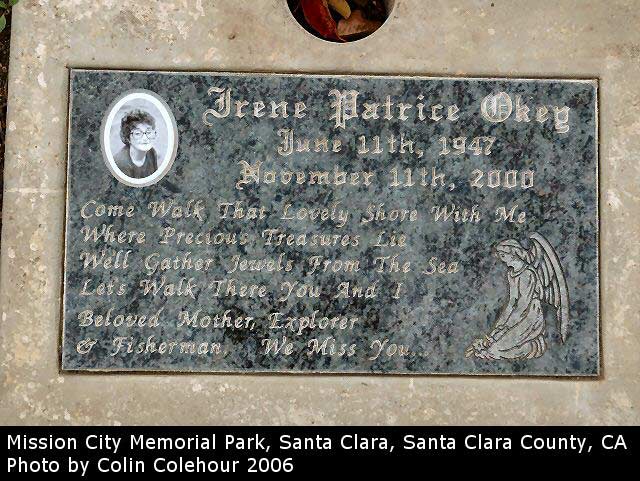 Irene Patrice Okey
June 11th, 1947
November 11th, 2000
Come Walk That Lovely Shore With Me
Where Precious Treasures Lie
We'll Gather Jewels From The Sea
Let's Walk There You And I
Beloved Mother, Explorer
& Fisherman, We Miss You...
Mission City Memorial Park, Santa Clara, Santa Clara County, CA
Photo by Colin Colehour 2006